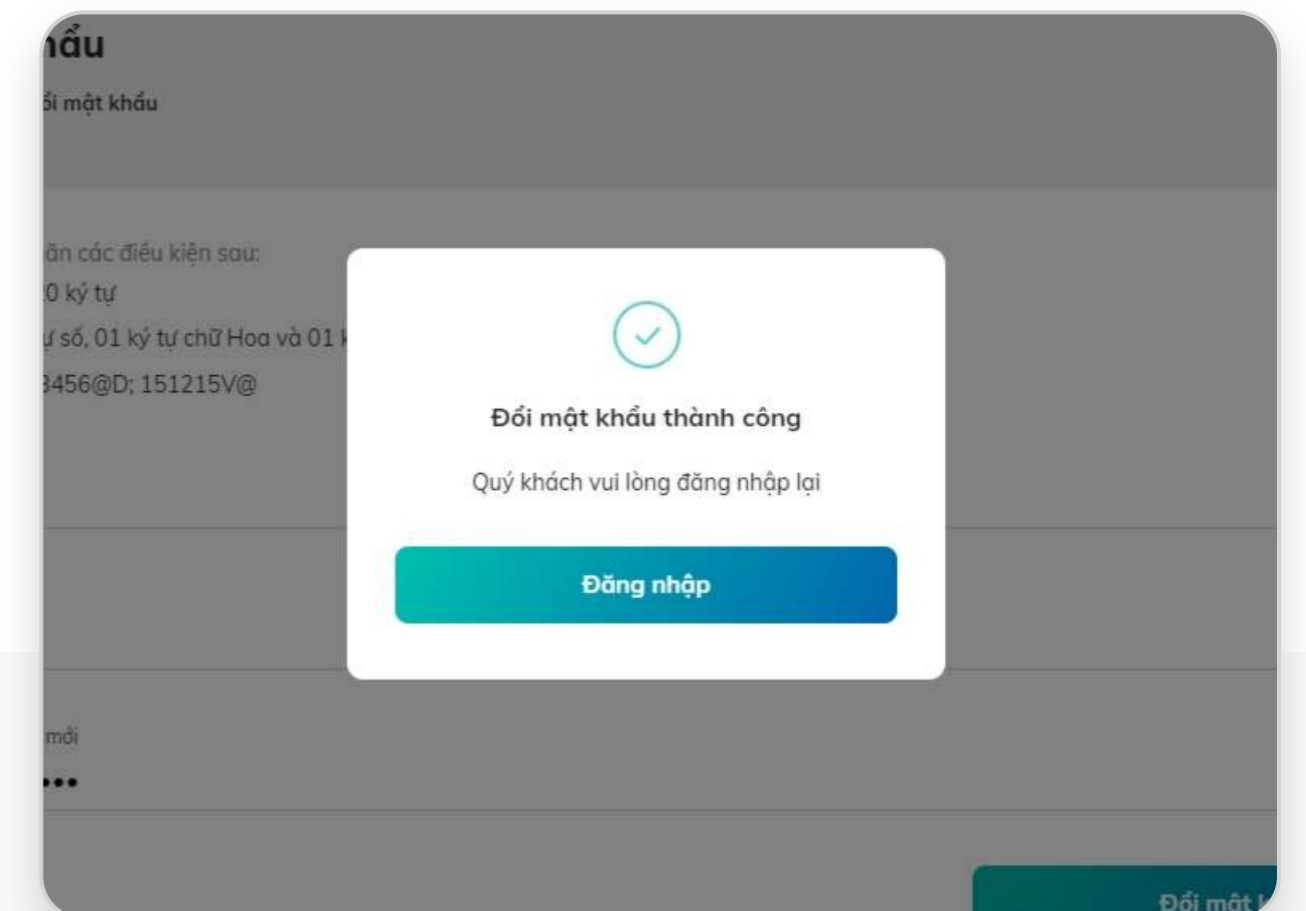 hẩu
ổi mật khẩu
ãn các điều kiện sau:
0 ký tự
ự số, 01 ký tự chữ Hoa và 01 k
3456@D; 151215V@
Đổi mật khẩu thành công
Quý khách vui lòng đăng nhập lại
Đăng nhập
mới
Đổi mật k